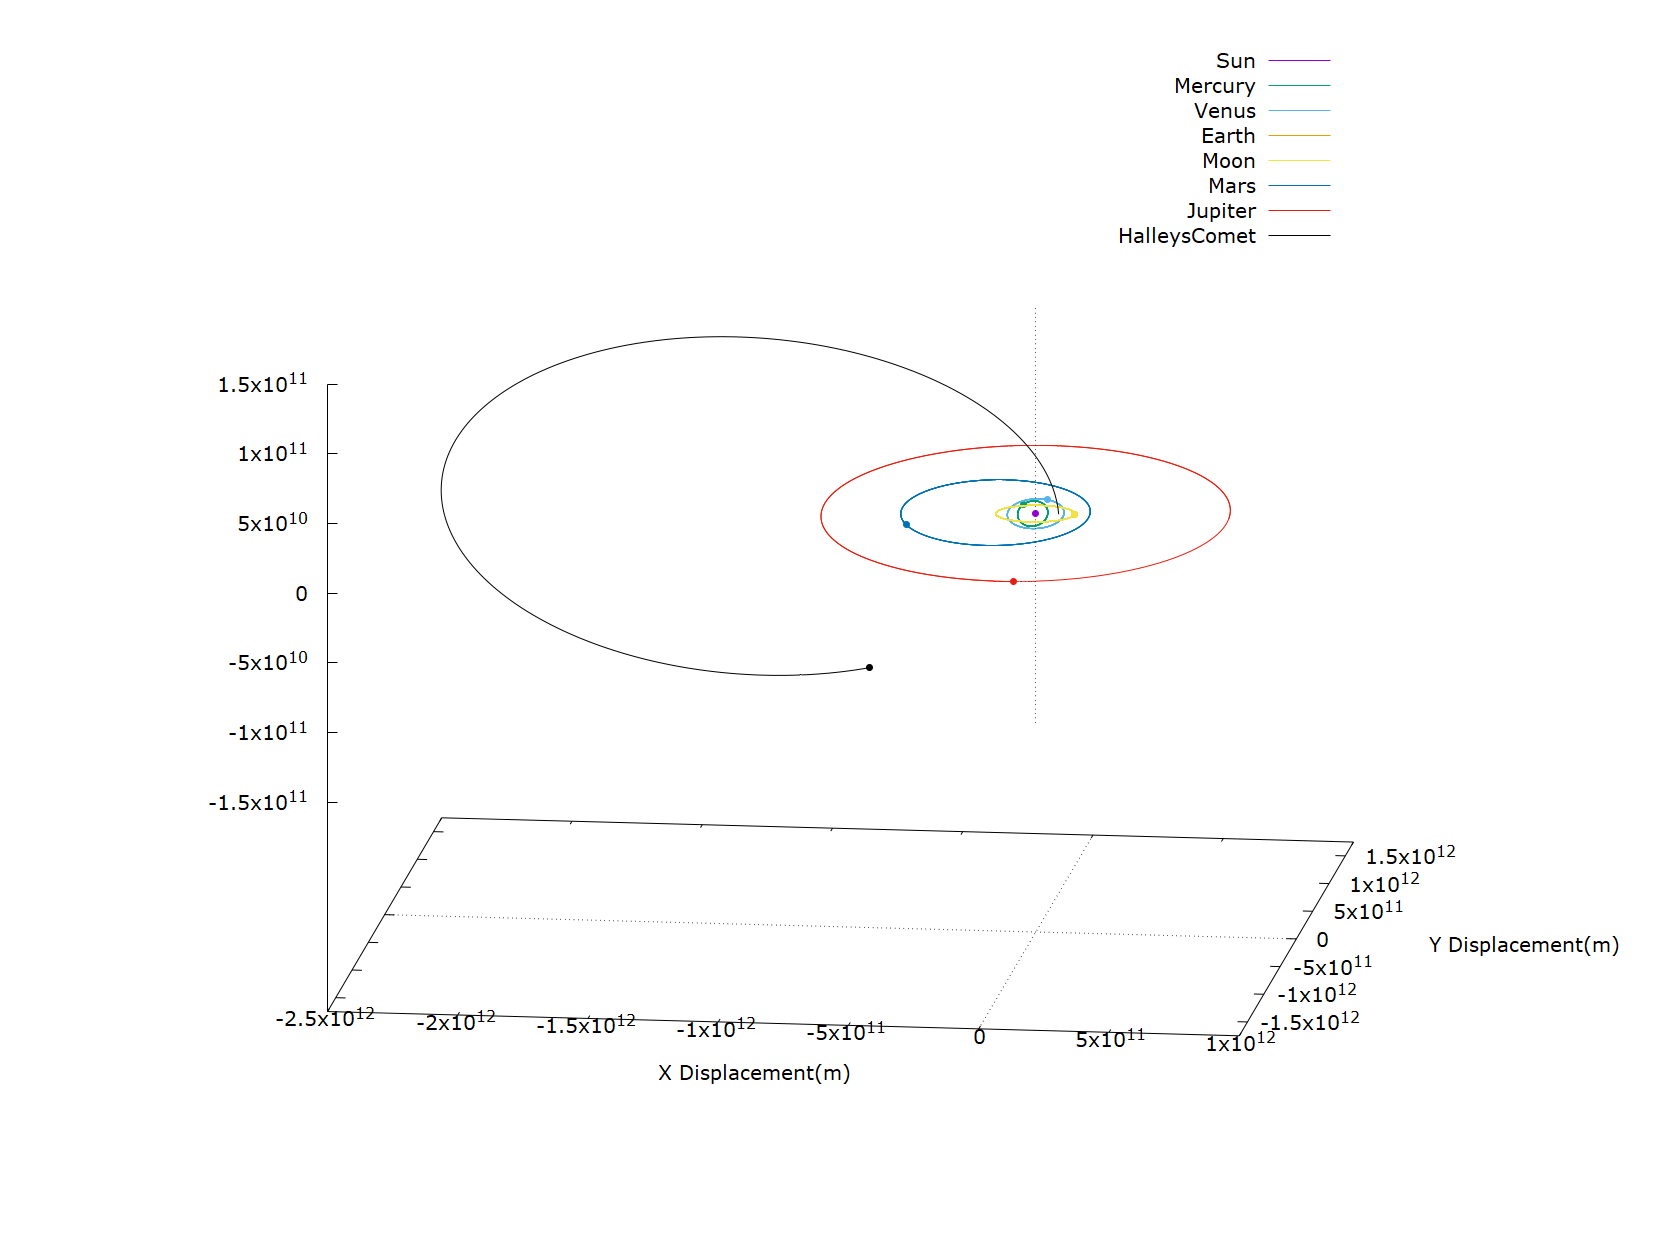 Sun
Mercury
Venus
Earth
Moon
Mars
Jupiter
HalleysComet
1.5x10^11
1x10^11
5x10^10
0
-5x10^10
-1x10^11
-1.5x10^11
1.5x10^12
1x10^12
5x10^11
0
-5x10^11
-1x10^12
-1.5x10^12
Y Displacement(m)
-2.5x10^12
-2x10^12
-1.5x10^12
-1x10^12
-5x10^11
0
5x10^11
1x10^12
X Displacement(m)